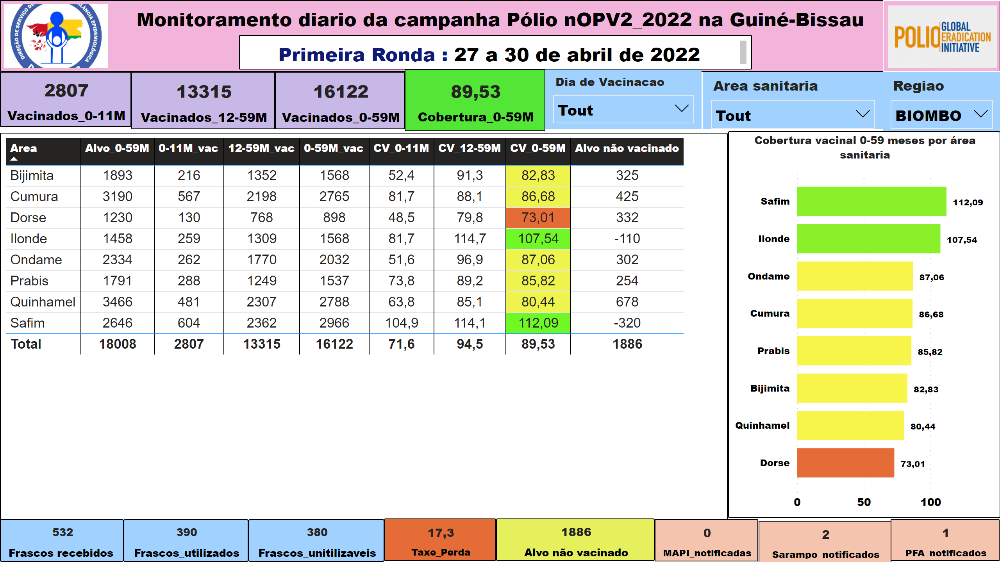 DIREÇÃO DE SERVIÇO DE
VIGILÂNCIA EPIDEMIOLÓGICA
Monitoramento diario da campanha Pólio nOPV2_2022 na Guiné-Bissau
Primeira Ronda : 27 a 30 de abril de 2022
POLIO GLOBAL
ERADICATION
INITIATIVE
2807
Vacinados_0-11M
13315
Vacinados_12-59M
16122
Vacinados_0-59M
89,53
Cobertura_0-59M
Dia de Vacinacao
Tout
Area sanitaria
Tout
Regiao
BIOMBO
Area Alvo_0-59M 0-11M_vac 12-59M_vac 0-59M_vac CV_0-11M CV_12-59M CV_0-59M Alvo não vacinado
Bijimita 1893 216 1352 1568 52,4 91,3 82,83 325
Cumura 3190 567 2198 2765 81,7 88,1 86,68 425
Dorse 1230 130 768 898 48,5 79,8 73,01 332
Ilonde 1458 259 1309 1568 81,7 114,7 107,54 -110
Ondame 2334 262 1770 2032 51,6 96,9 87,06 302
Prabis 1791 288 1249 1537 73,8 89,2 85,82 254
Quinhamel 3466 481 2307 2788 63,8 85,1 80,44 678
Safim 2646 604 2362 2966 104,9 114,1 112,09 -320
Total 18008 2807 13315 16122 71,6 94,5 89,53 1886
Cobertura vacinal 0-59 meses por área
sanitaria
Safim 112,09
Ilonde 107,54
Ondame 87,06
Cumura 86,68
Prabis 85,82
Bijimita 82,83
Quinhamel 80,44
Dorse 73,01
0 50 100
532
Frascos recebidos
390
Frascos_utilizados
380
Frascos_unitilizaveis
17,3
Taxe_Perda
1886
Alvo não vacinado
0
MAPI_notificadas
2
Sarampo notificados
1
PFA notificados